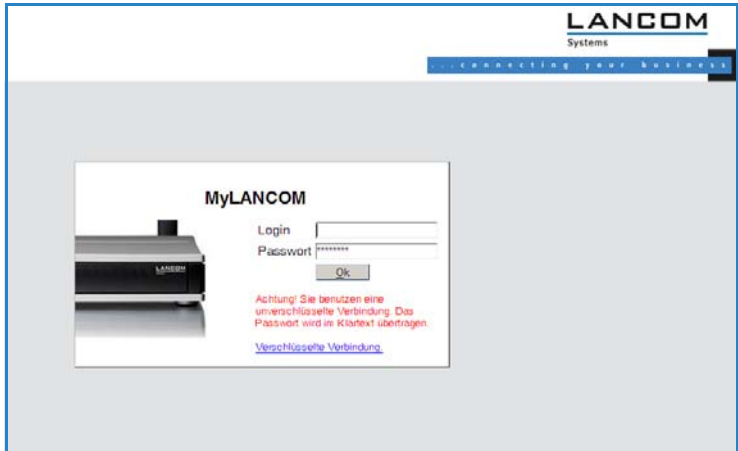 LANCOM
Systems
...connecting your business
MyLANCOM
LANCOM
Login
Passwort ********
Ok
Achtung! Sie benutzen eine
unverschlüsselte Verbindung. Das
Passwort wird im Klartext übertragen.
Verschlüsselte Verbindung.